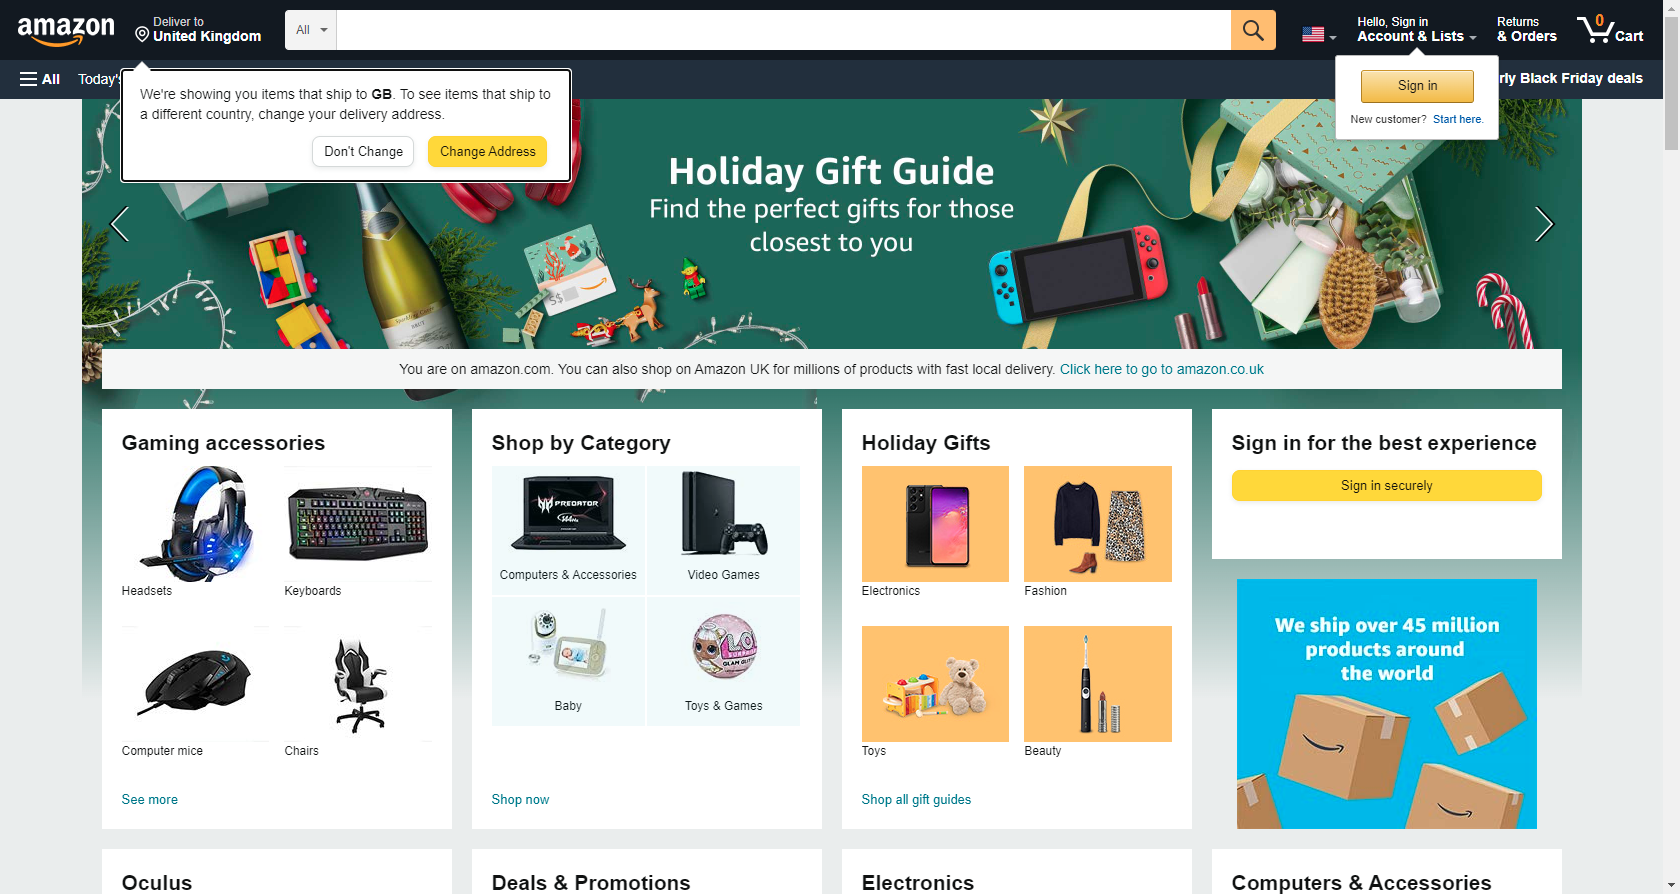 amazon
Deliver to
United Kingdom
All
Hello, Sign in
Account & Lists
Returns
& Orders
0
Cart
All
Today's
rly Black Friday deals
Sign in
New customer? Start here.
We're showing you items that ship to GB. To see items that ship to
a different country, change your delivery address.
Don't Change
Change Address
Holiday Gift Guide
Find the perfect gifts for those
closest to you
S$
BRUT
You are on amazon.com. You can also shop on Amazon UK for millions of products with fast local delivery. Click here to go to amazon.co.uk
Gaming accessories
Headsets
Keyboards
Computer mice
Chairs
See more
Shop by Category
PREDATOR
Computers & Accessories
Video Games
L.O.L.
SURPRISE
GLAM GLITTER
Baby
Toys & Games
Shop now
Holiday Gifts
Electronics
Fashion
Toys
Beauty
Shop all gift guides
Sign in for the best experience
Sign in securely
We ship over 45 million
products around
the world
Oculus
Deals & Promotions
Electronics
Computers & Accessories